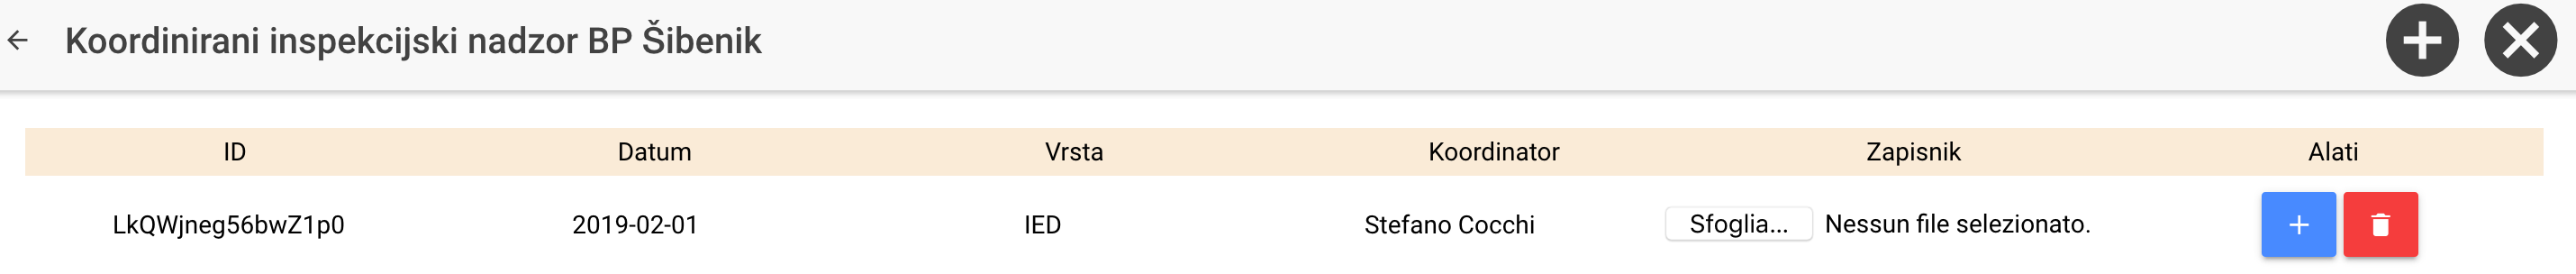 Koordinirani inspekcijski nadzor BP Šibenik
ID Datum Vrsta Koordinator Zapisnik Alati
LkQWjneg56bwZ1p0 2019-02-01 IED Stefano Cocchi Sfoglia... Nessun file selezionato.